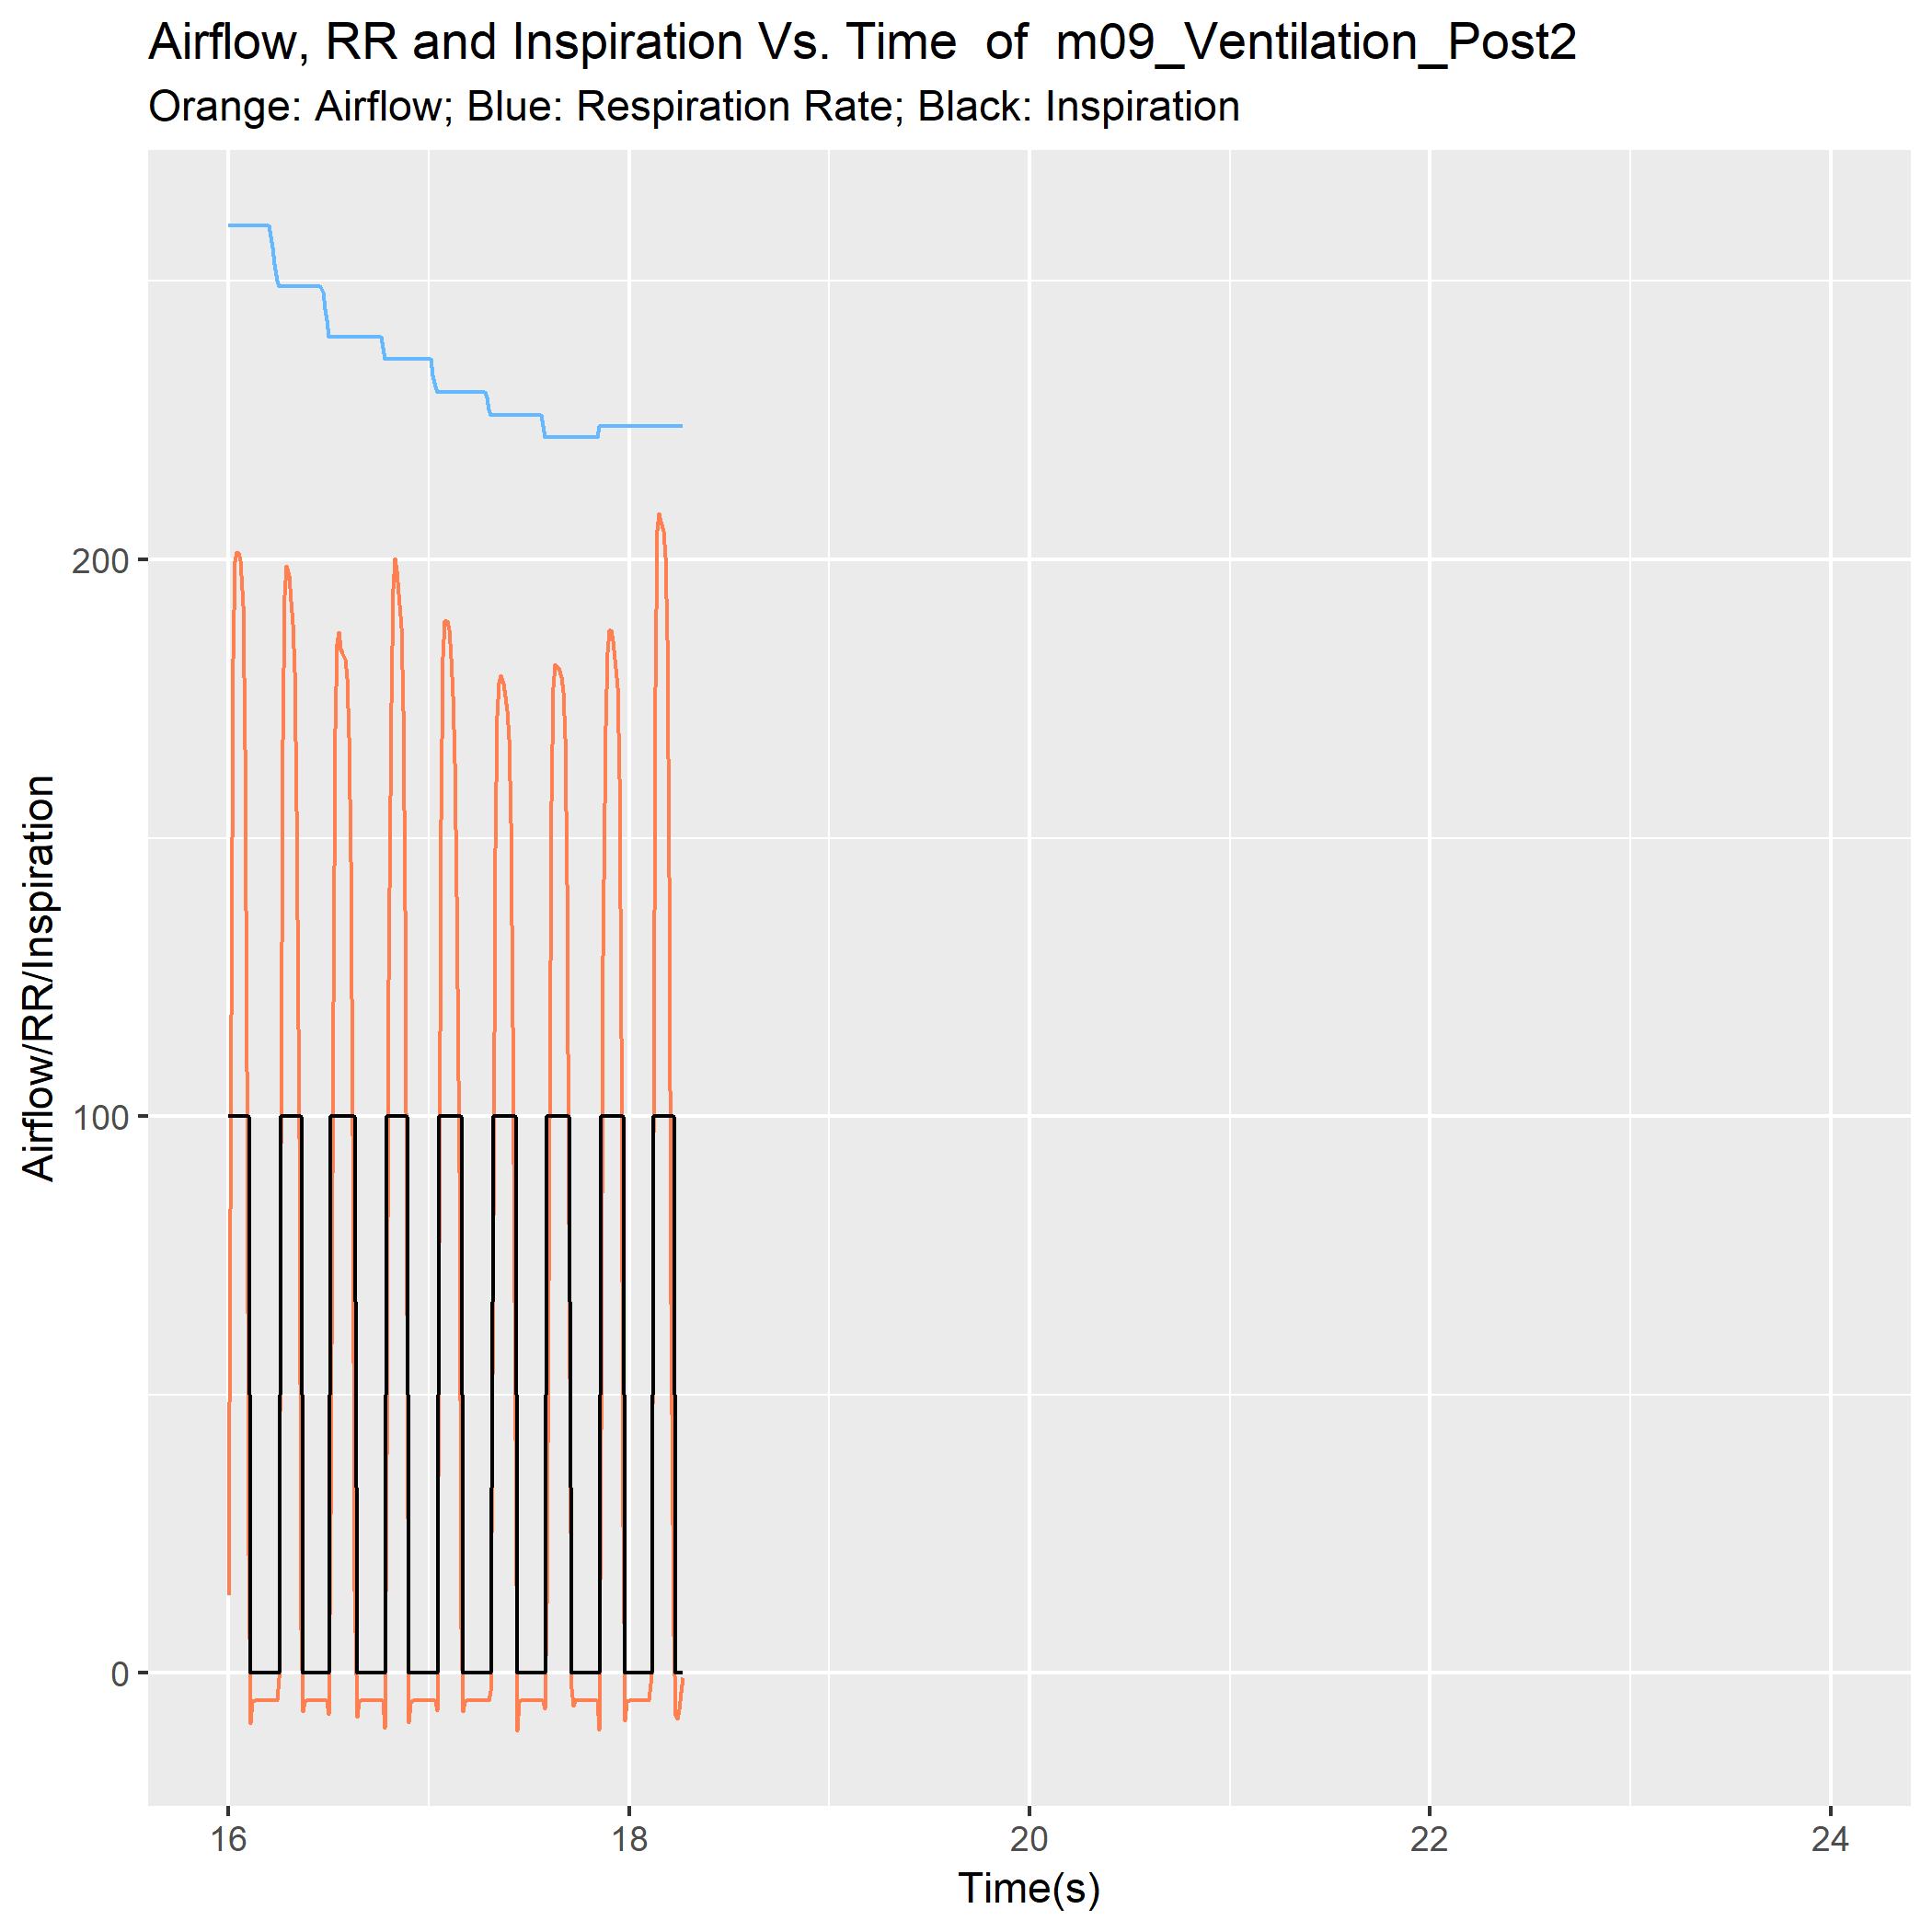 Airflow, RR and Inspiration Vs. Time  of  m09_Ventilation_Post2
Orange: Airflow; Blue: Respiration Rate; Black: Inspiration
Airflow/RR/Inspiration
200
100
0
16 18 20 22 24
Time(s)